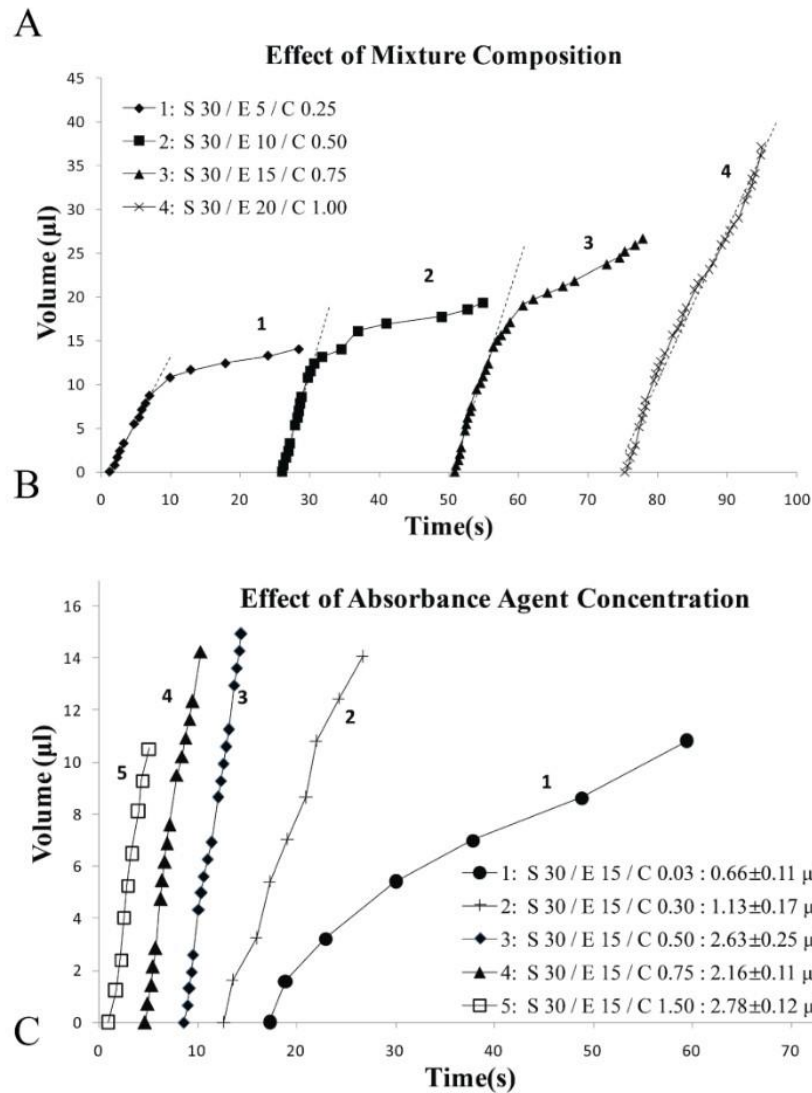 A
Effect of Mixture Composition
45
40
35
30
25
20
15
10
5
0
Volume (µl)
1: S 30 / E 5 / C 0.25
2: S 30 / E 10 / C 0.50
3: S 30 / E 15 / C 0.75
4: S 30 / E 20 / C 1.00
1
2
3
4
0 10 20 30 40 50 60 70 80 90 100
Time(s)
B
Effect of Absorbance Agent Concentration
16
14
12
10
8
6
4
2
0
Volume (µl)
5
4
3
2
1
1: S 30 / E 15 / C 0.03 : 0.66±0.11 µ
2: S 30 / E 15 / C 0.30 : 1.13±0.17 µ
3: S 30 / E 15 / C 0.50 : 2.63±0.25 µ
4: S 30 / E 15 / C 0.75 : 2.16±0.11 µ
5: S 30 / E 15 / C 1.50 : 2.78±0.12 µ
0 10 20 30 40 50 60 70
Time(s)
C